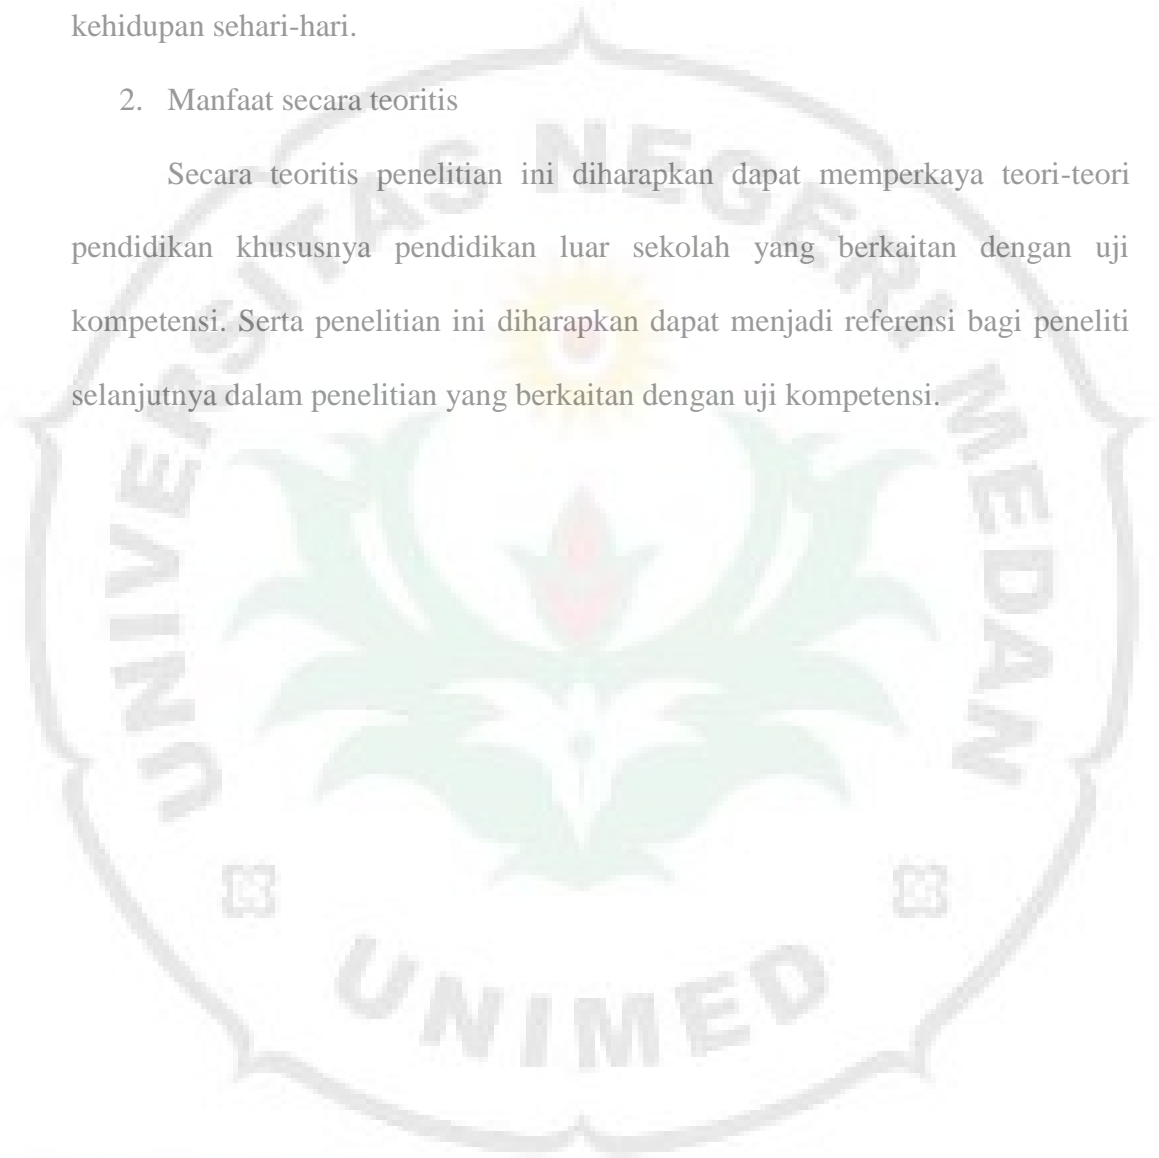 kehidupan sehari-hari.
2. Manfaat secara teoritis
Secara teoritis penelitian ini diharapkan dapat memperkaya teori-teori
pendidikan khususnya pendidikan luar sekolah yang berkaitan dengan uji
kompetensi. Serta penelitian ini diharapkan dapat menjadi referensi bagi peneliti
selanjutnya dalam penelitian yang berkaitan dengan uji kompetensi.
UNIVERSITAS NEGERI MEDAN
UNIMED